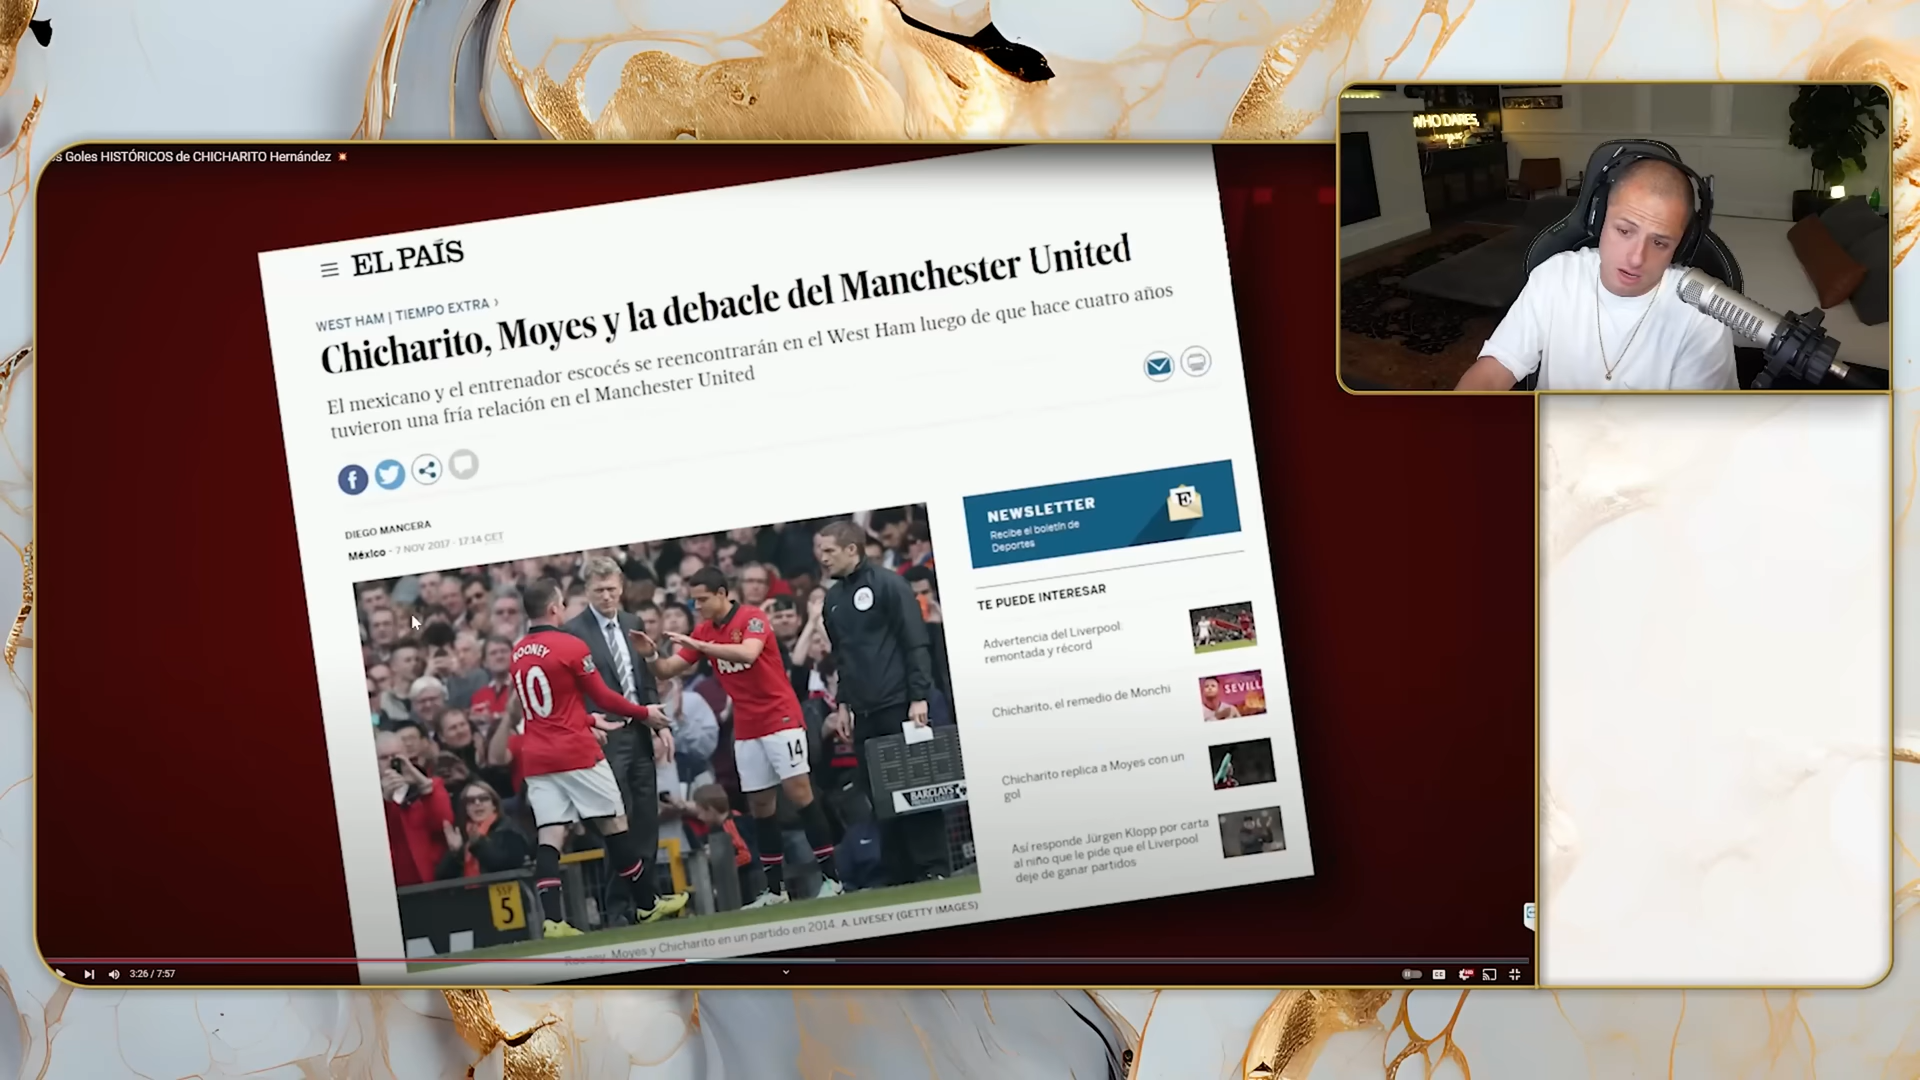 s Goles HISTÓRICOS de CHICHARITO Hernández
WHO DARES,
EL PAÍS
WEST HAM | TIEMPO EXTRA ›
Chicharito, Moyes y la debacle del Manchester United
El mexicano y el entrenador escocés se reencontrarán en el West Ham luego de que hace cuatro años
tuvieron una fría relación en el Manchester United
DIEGO MANCERA
México - 7 NOV 2017 - 17:14 CET
NEWSLETTER
Recibe el boletín de
Deportes
E
TE PUEDE INTERESAR
Advertencia del Liverpool:
remontada y récord
Chicharito, el remedio de Monchi
SEVILL
Chicharito replica a Moyes con un
gol
Así responde Jürgen Klopp por carta
al niño que le pide que el Liverpool
deje de ganar partidos
ROONEY
10
AON
14
BARCLAYS
SSP
5
Rooney, Moyes y Chicharito en un partido en 2014. A. LIVESEY (GETTY IMAGES)
3:26 / 7:57